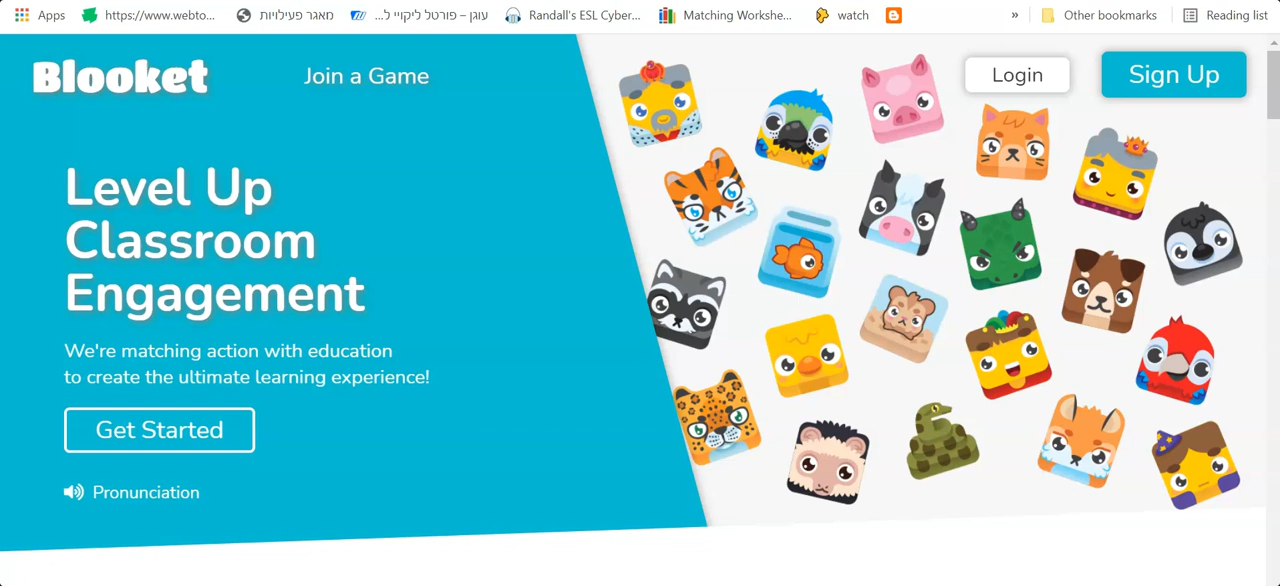 Apps https://www.webto... מאגר פעילויות עוגן – פורטל ליקויי ל... Randall's ESL Cyber... Matching Workshe... watch » Other bookmarks Reading list
Blooket Join a Game Login Sign Up
Level Up
Classroom
Engagement
We're matching action with education
to create the ultimate learning experience!
Get Started
Pronunciation